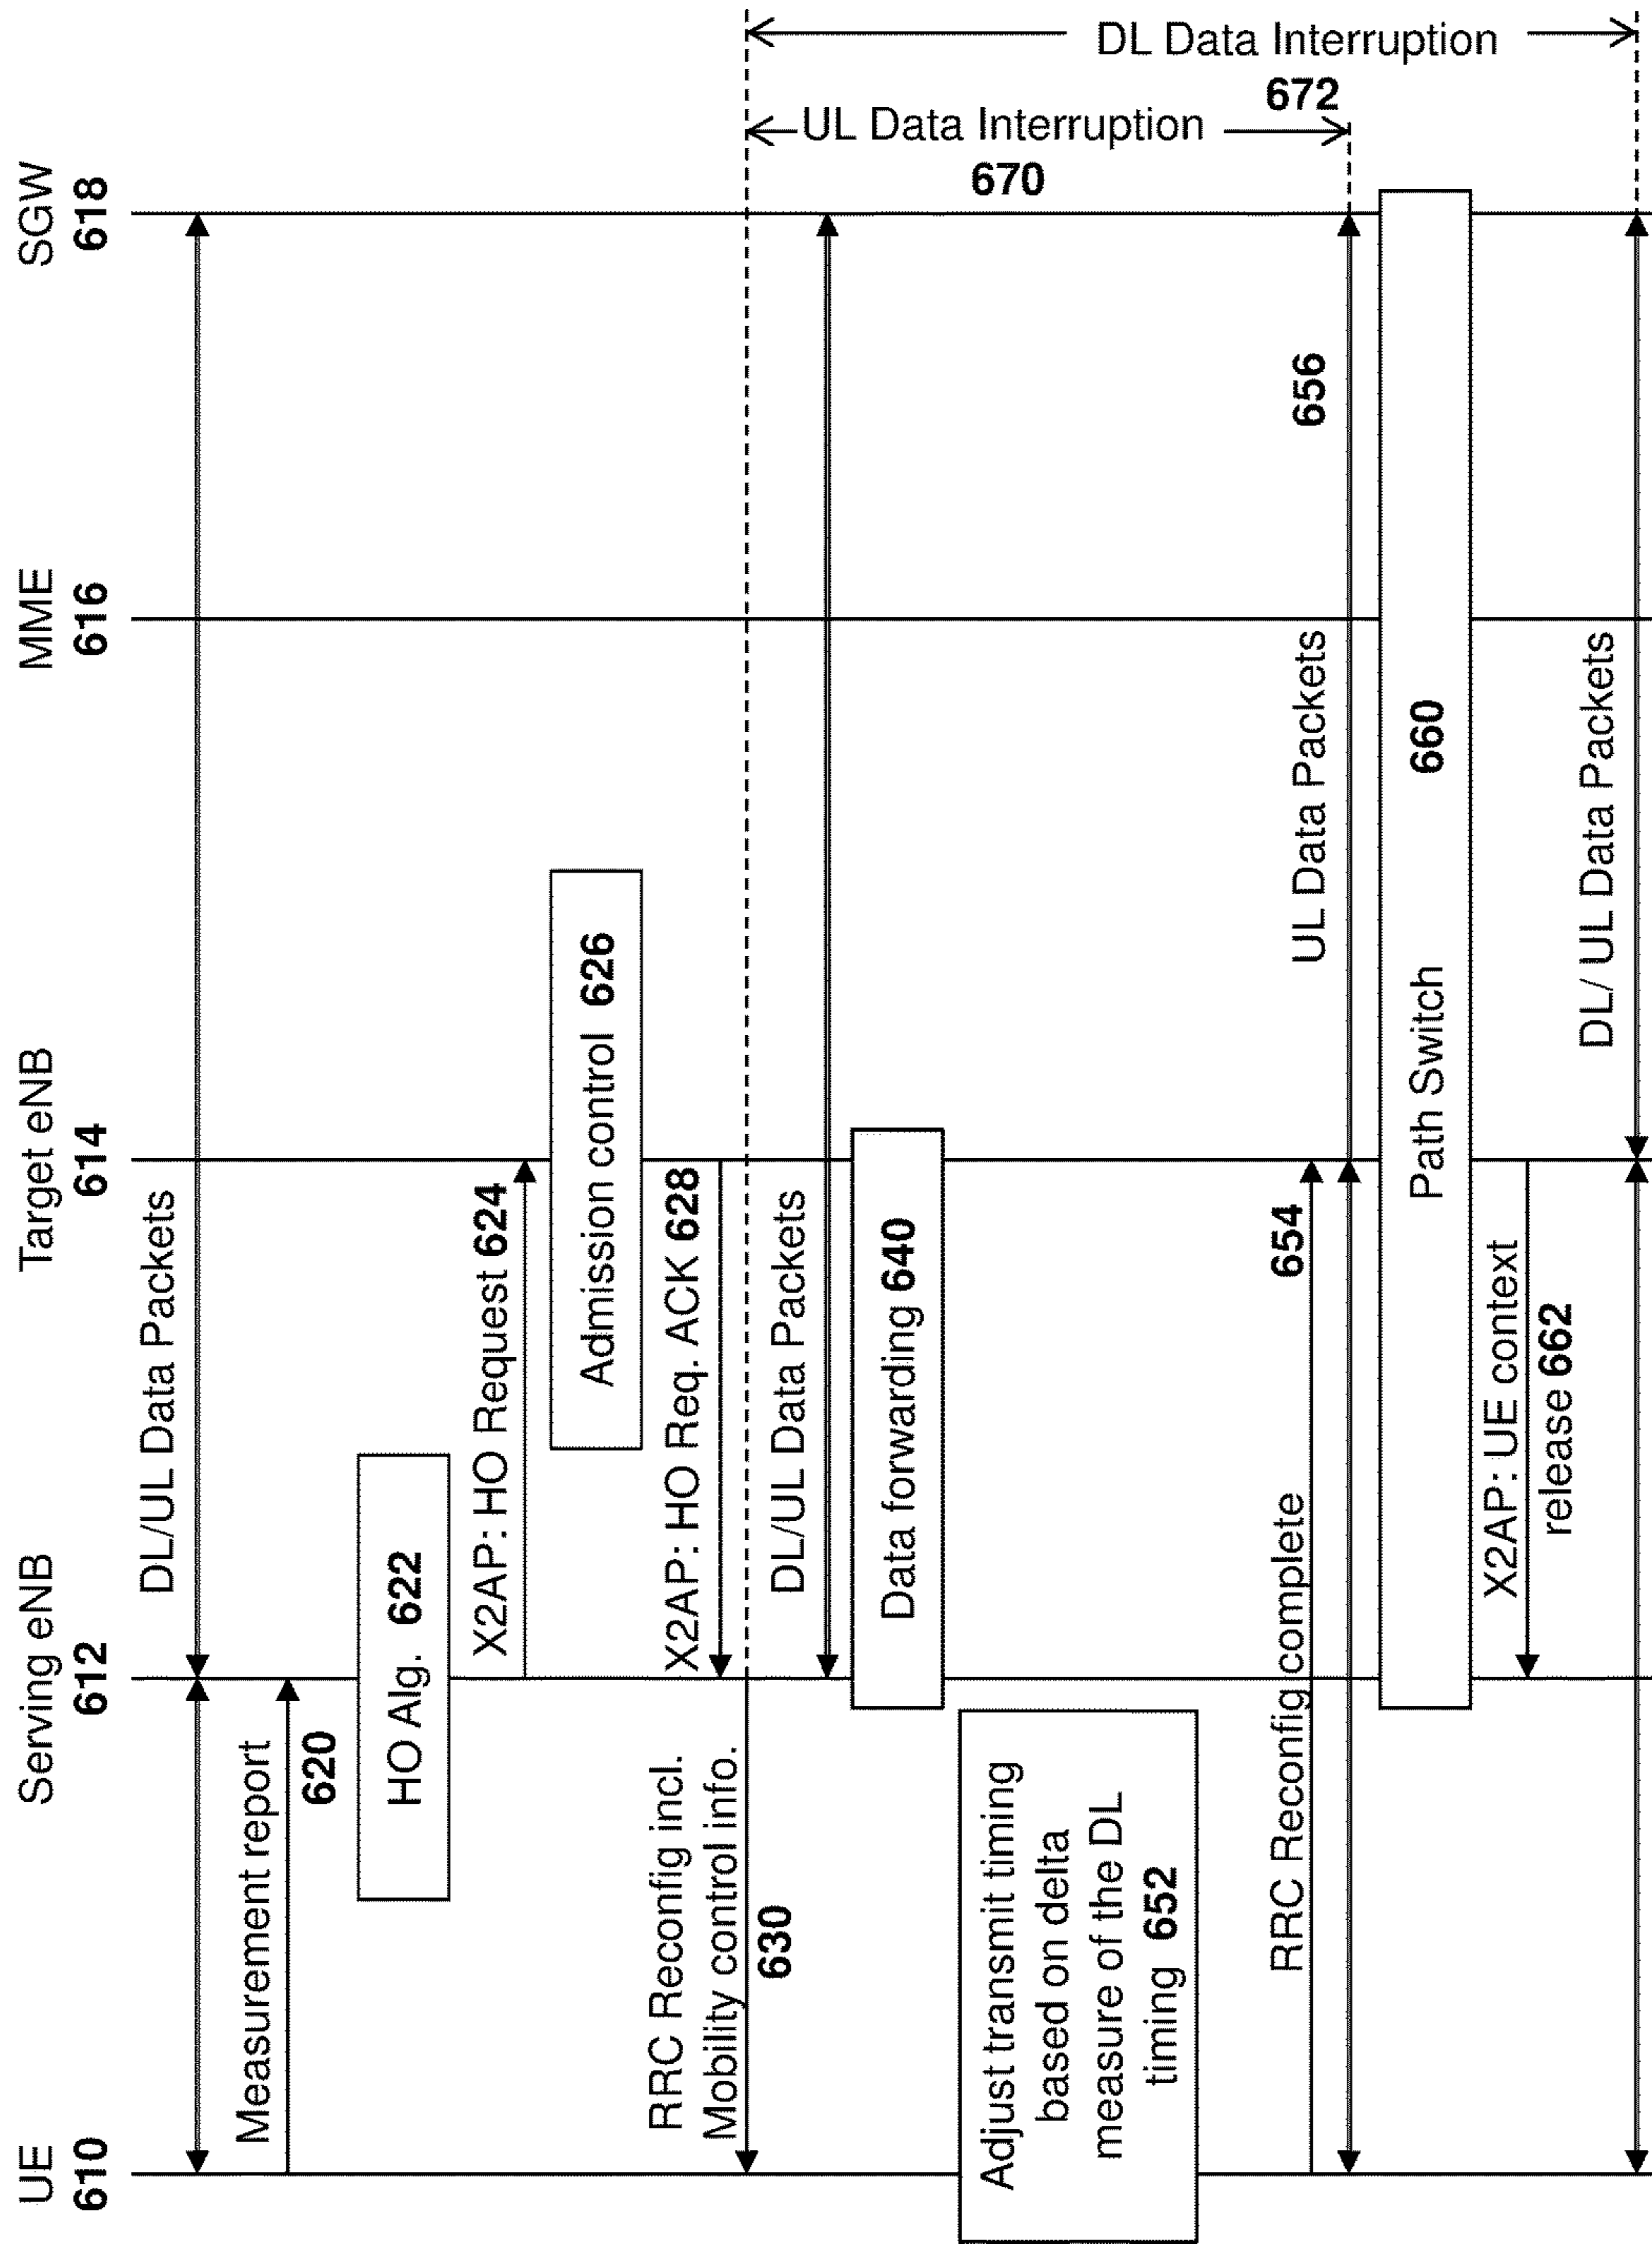 UE
610
Serving eNB
612
Target eNB
614
MME
616
SGW
618
DL/UL Data Packets
Measurement report
620
HO Alg. 622
X2AP: HO Request 624
Admission control 626
X2AP: HO Req. ACK 628
RRC Reconfig incl.
Mobility control info.
630
DL/UL Data Packets
Data forwarding 640
Adjust transmit timing
based on delta
measure of the DL
timing 652
RRC Reconfig complete
654
UL Data Packets
656
Path Switch 660
X2AP: UE context
release 662
DL/ UL Data Packets
UL Data Interruption
670
DL Data Interruption
672